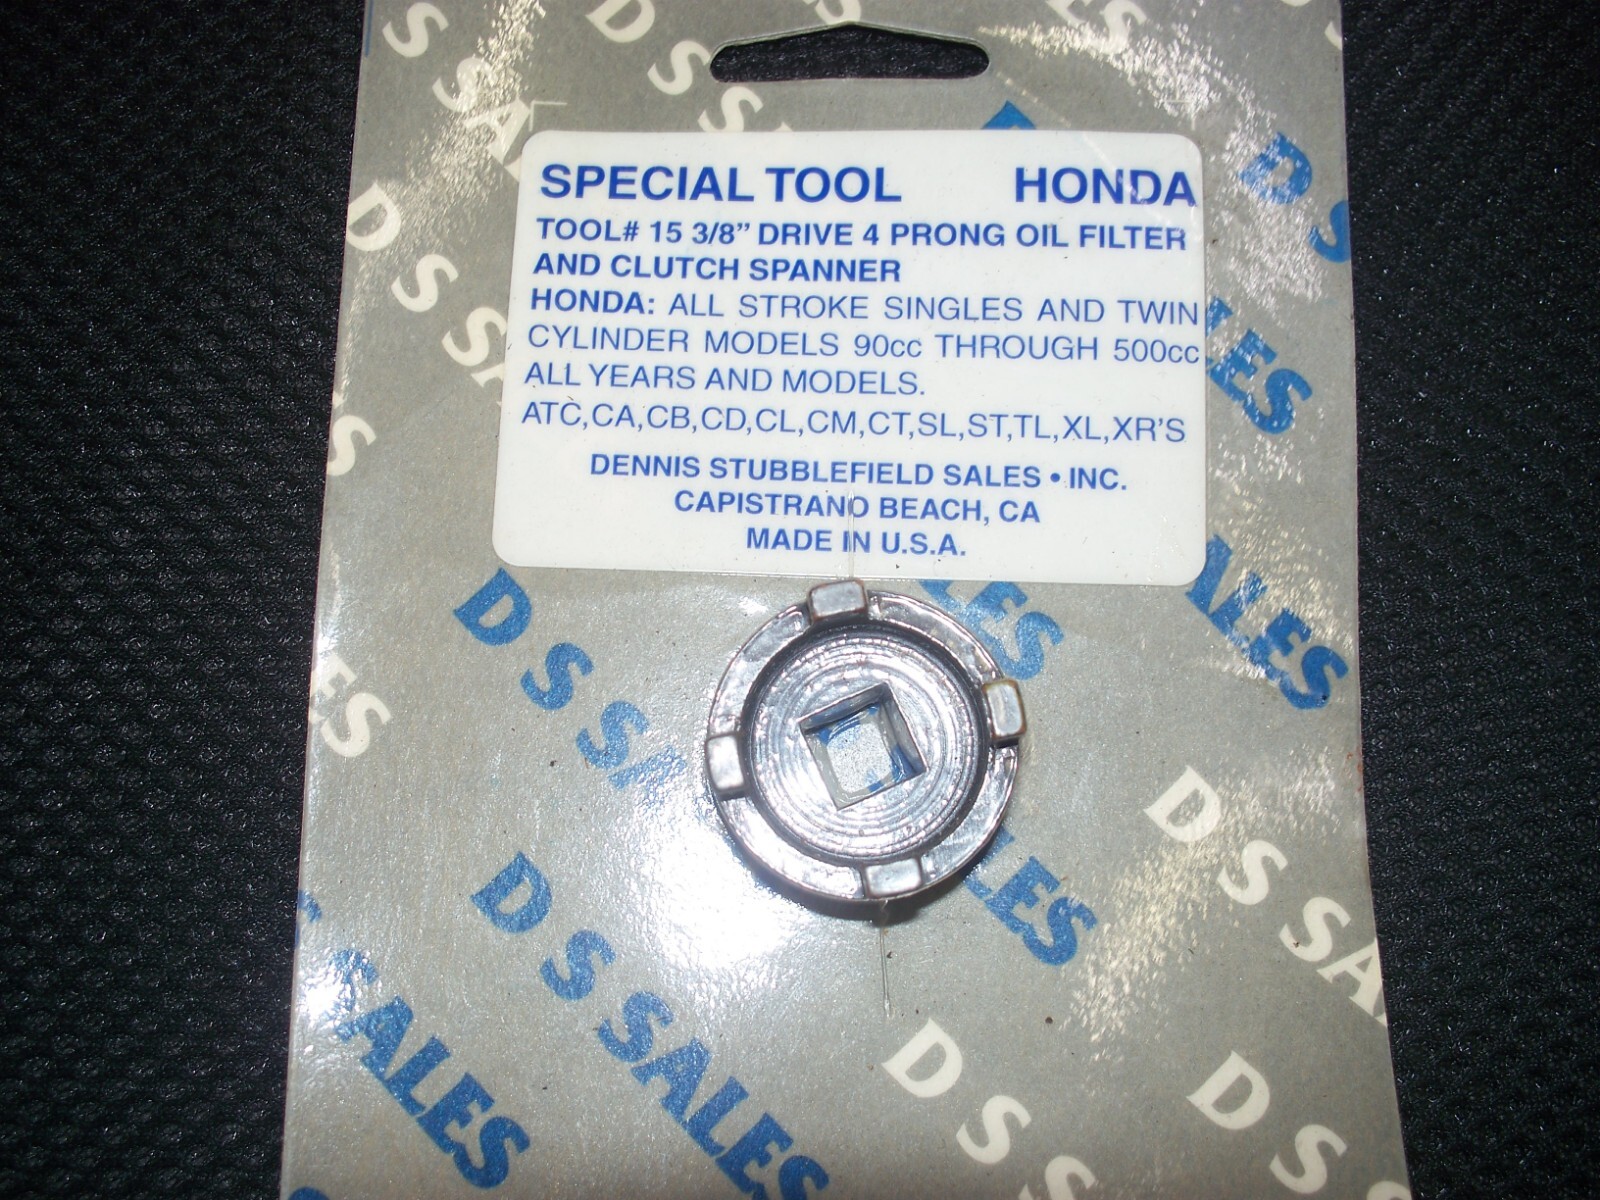 SPECIAL TOOL HONDA
TOOL# 15 3/8” DRIVE 4 PRONG OIL FILTER
AND CLUTCH SPANNER
HONDA: ALL STROKE SINGLES AND TWIN
CYLINDER MODELS 90cc THROUGH 500cc
ALL YEARS AND MODELS.
ATC,CA,CB,CD,CL,CM,CT,SL,ST,TL,XL,XR'S
DENNIS STUBBLEFIELD SALES • INC.
CAPISTRANO BEACH, CA
MADE IN U.S.A.
D S SALES
D S SALES